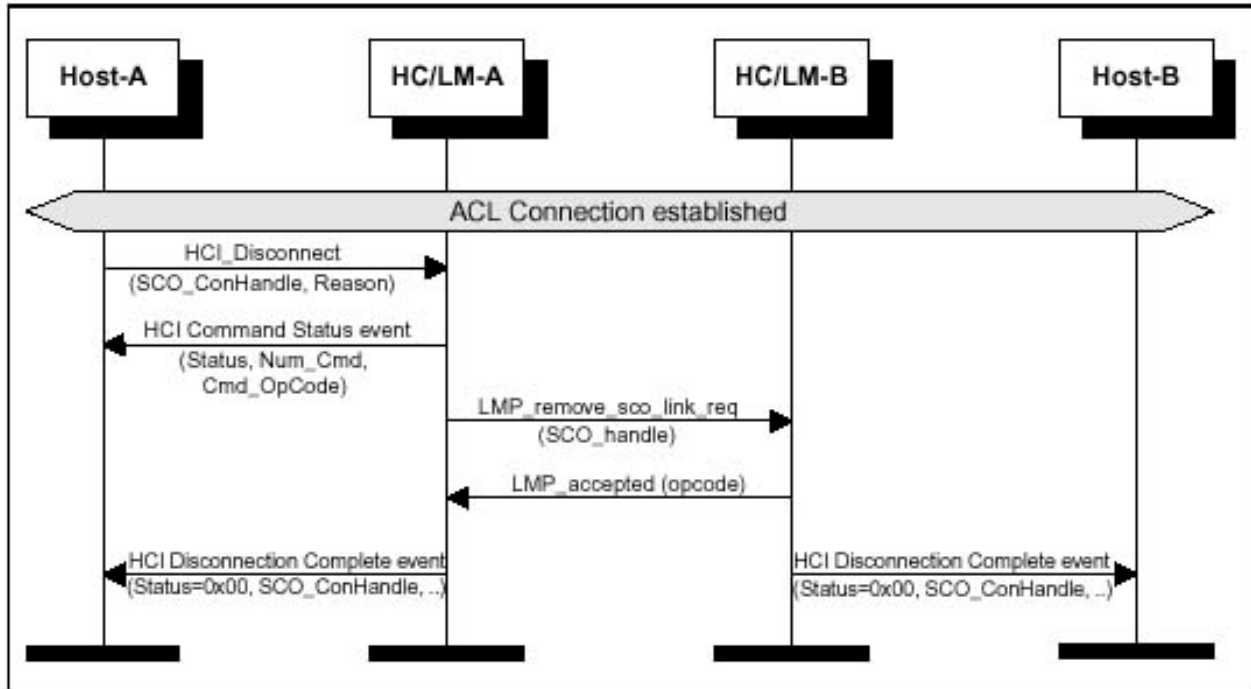 Host-A
HC/LM-A
HC/LM-B
Host-B
ACL Connection established
HCI_Disconnect
(SCO_ConHandle, Reason)
HCI Command Status event
(Status, Num_Cmd,
Cmd_OpCode)
LMP_remove_sco_link_req
(SCO_handle)
LMP_accepted (opcode)
HCI Disconnection Complete event
(Status=0x00, SCO_ConHandle, ..)
HCI Disconnection Complete event
(Status=0x00, SCO_ConHandle, ..)